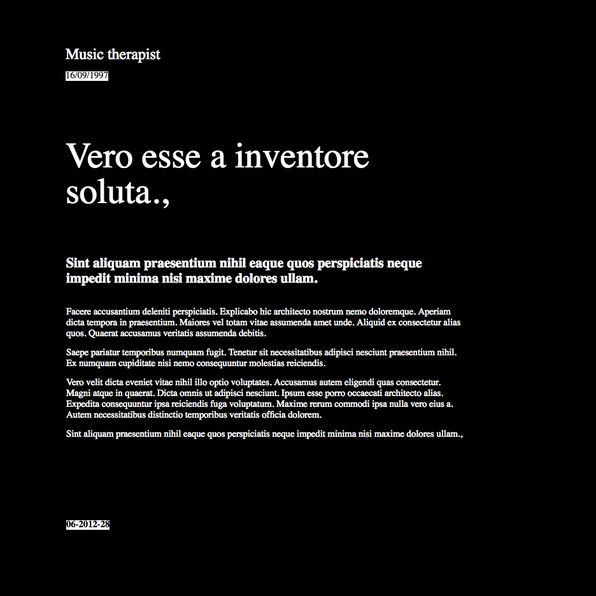 Music therapist
16/09/1997
Vero esse a inventore
soluta.,
Sint aliquam praesentium nihil eaque quos perspiciatis neque
impedit minima nisi maxime dolores ullam.
Facere accusantium deleniti perspiciatis. Explicabo hic architecto nostrum nemo doloremque. Aperiam
dicta tempora in praesentium. Maiores vel totam vitae assumenda amet unde. Aliquid ex consectetur alias
quos. Quaerat accusamus veritatis assumenda debitis.
Saepe pariatur temporibus numquam fugit. Tenetur sit necessitatibus adipisci nesciunt praesentium nihil.
Ex numquam cupiditate nisi nemo consequuntur molestias reiciendis.
Vero velit dicta eveniet vitae nihil illo optio voluptates. Accusamus autem eligendi quas consectetur.
Magni atque in quaerat. Dicta omnis ut adipisci nesciunt. Ipsum esse porro occaecati architecto alias.
Expedita consequuntur ipsa reiciendis fuga voluptatum. Maxime rerum commodi ipsa nulla vero eius a.
Autem necessitatibus distinctio temporibus veritatis officia dolorem.
Sint aliquam praesentium nihil eaque quos perspiciatis neque impedit minima nisi maxime dolores ullam.,
06-2012-28